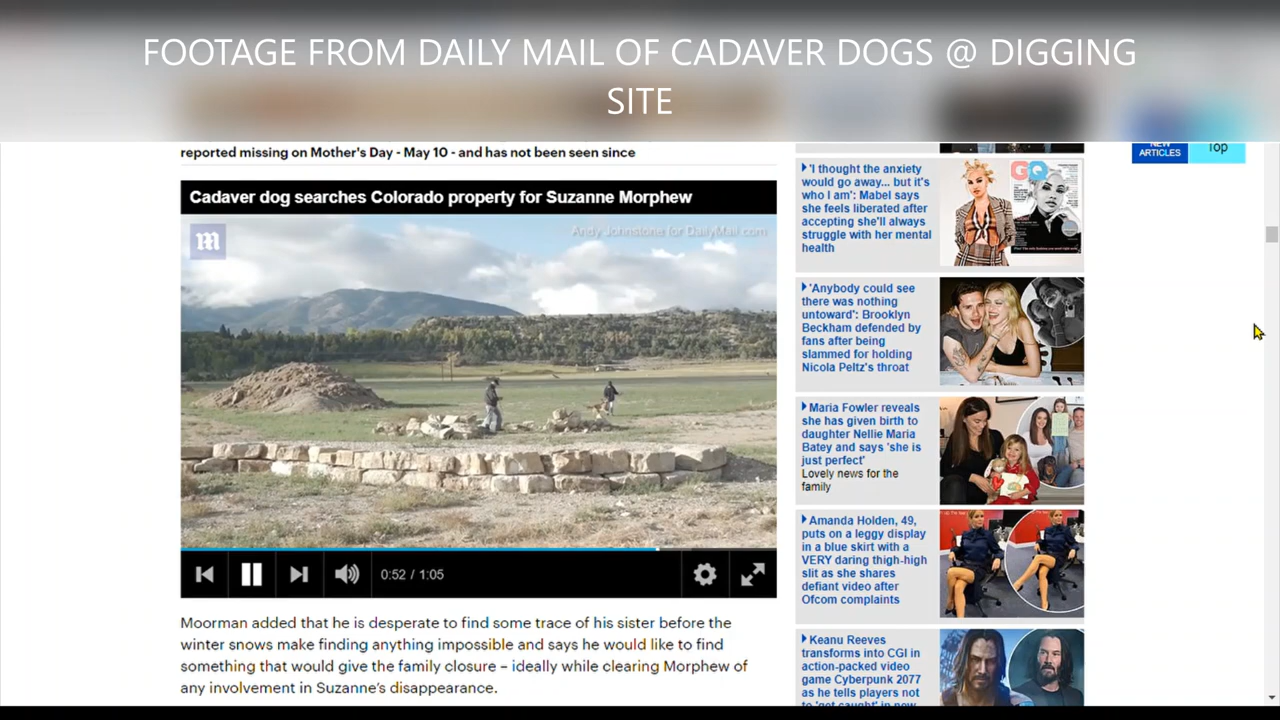 FOOTAGE FROM DAILY MAIL OF CADAVER DOGS @ DIGGING
SITE
reported missing on Mother's Day - May 10 - and has not been seen since
Cadaver dog searches Colorado property for Suzanne Morphew
m
Andy Johnstone for DailyMail.com
0:52 / 1:05
Moorman added that he is desperate to find some trace of his sister before the
winter snows make finding anything impossible and says he would like to find
something that would give the family closure – ideally while clearing Morphew of
any involvement in Suzanne's disappearance.
'I thought the anxiety
would go away... but it's
who I am': Mabel says
she feels liberated after
accepting she'll always
struggle with her mental
health
GQ
'Anybody could see
there was nothing
untoward': Brooklyn
Beckham defended by
fans after being
slammed for holding
Nicola Peltz's throat
Maria Fowler reveals
she has given birth to
daughter Nellie Maria
Batey and says 'she is
just perfect'
Lovely news for the
family
Amanda Holden, 49,
puts on a leggy display
in a blue skirt with a
VERY daring thigh-high
slit as she shares
defiant video after
Ofcom complaints
Keanu Reeves
transforms into CGI in
action-packed video
game Cyberpunk 2077
as he tells players not
to 'get caught' in new
NEW
ARTICLES
Top